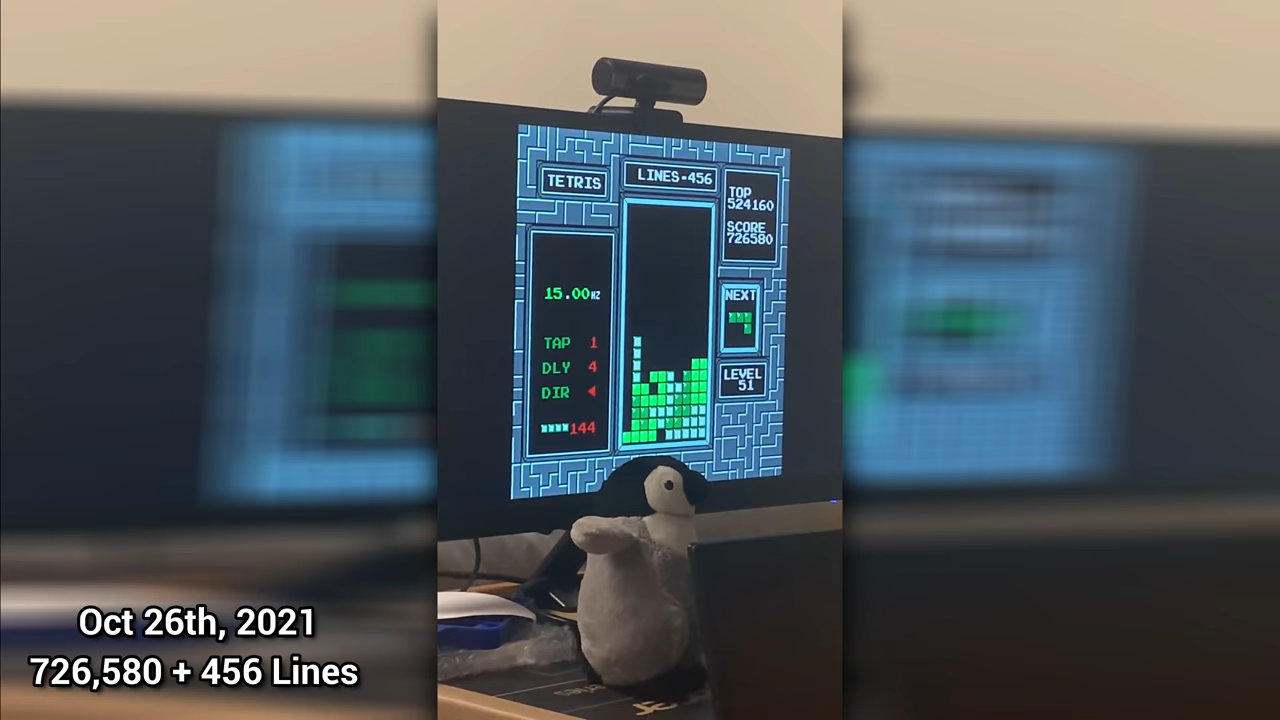 TETRIS
LINES-456
TOP
524160
SCORE
726580
15.00HZ
TAP 1
DLY 4
DIR
144
NEXT
LEVEL
51
Oct 26th, 2021
726,580 + 456 Lines